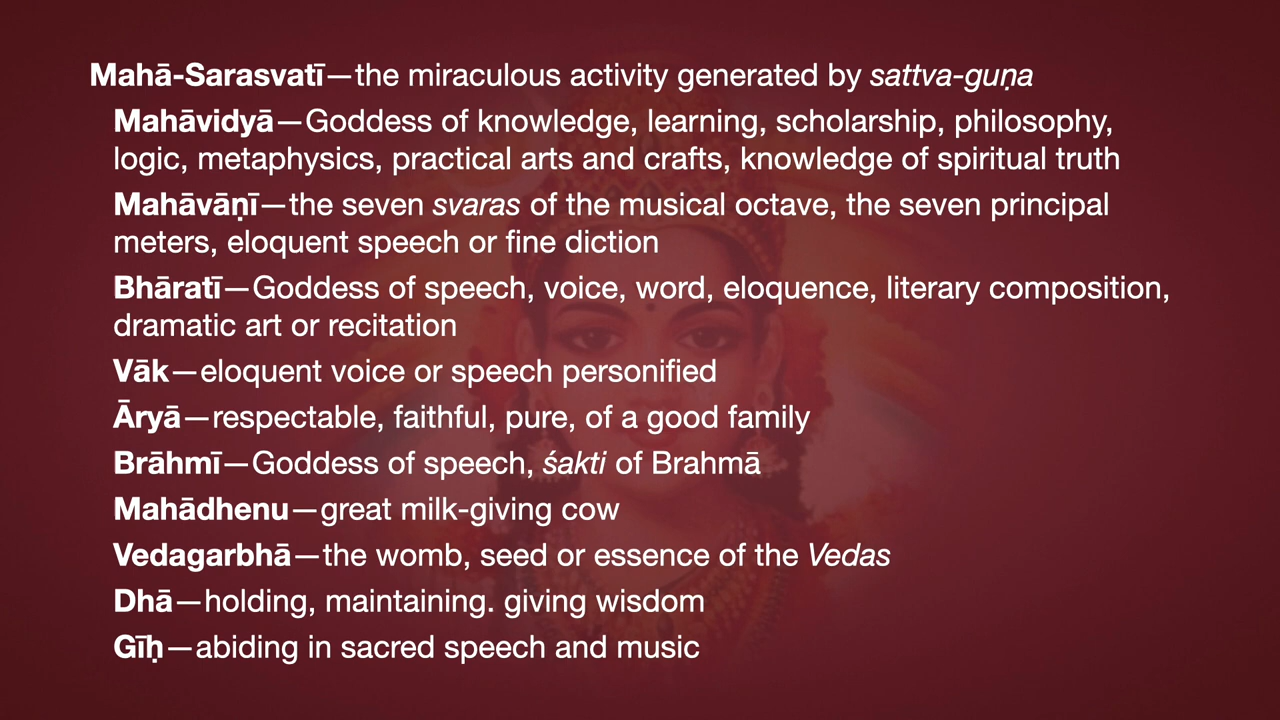 Mahā-Sarasvatī—the miraculous activity generated by sattva-guṇa
Mahāvidyā—Goddess of knowledge, learning, scholarship, philosophy,
logic, metaphysics, practical arts and crafts, knowledge of spiritual truth
Mahāvāṇī—the seven svaras of the musical octave, the seven principal
meters, eloquent speech or fine diction
Bhāratī—Goddess of speech, voice, word, eloquence, literary composition,
dramatic art or recitation
Vāk—eloquent voice or speech personified
Āryā—respectable, faithful, pure, of a good family
Brāhmī—Goddess of speech, śakti of Brahmā
Mahādhenu—great milk-giving cow
Vedagarbhā—the womb, seed or essence of the Vedas
Dhā—holding, maintaining. giving wisdom
Gīḥ—abiding in sacred speech and music